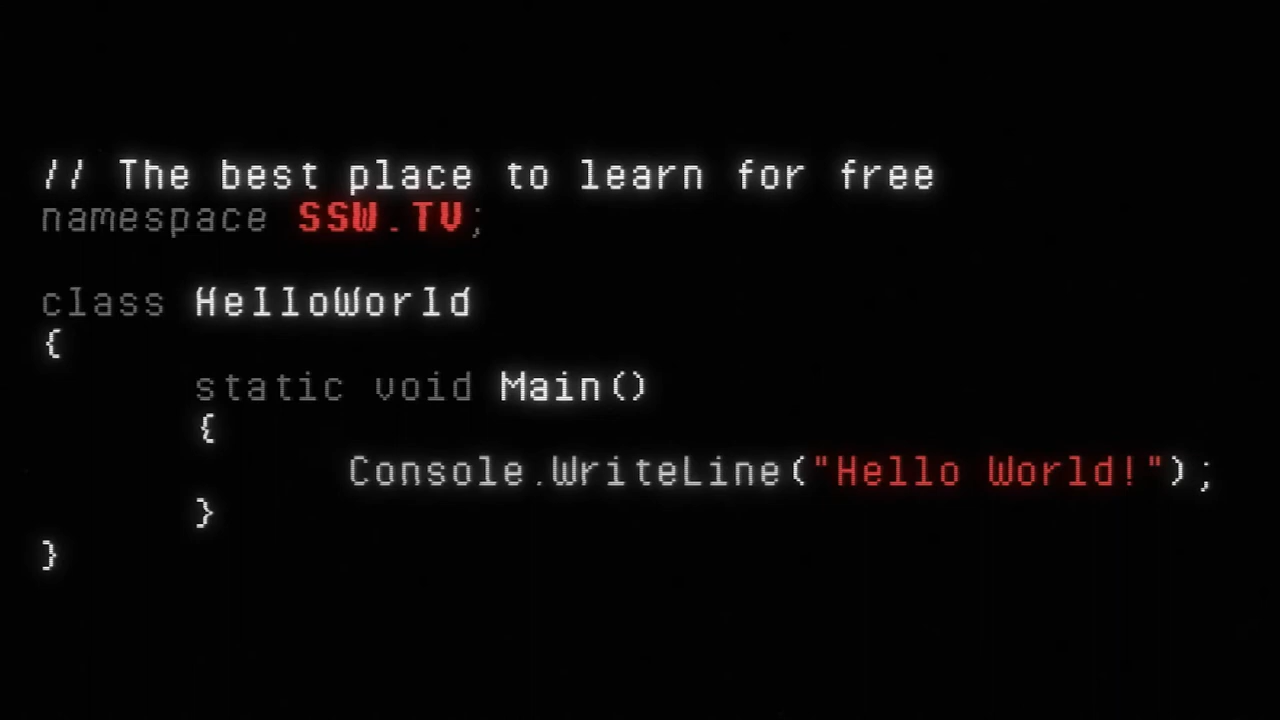 // The best place to learn for free
namespace SSW.TV;
class HelloWorld
{
static void Main()
{
Console.WriteLine("Hello World!");
}
}